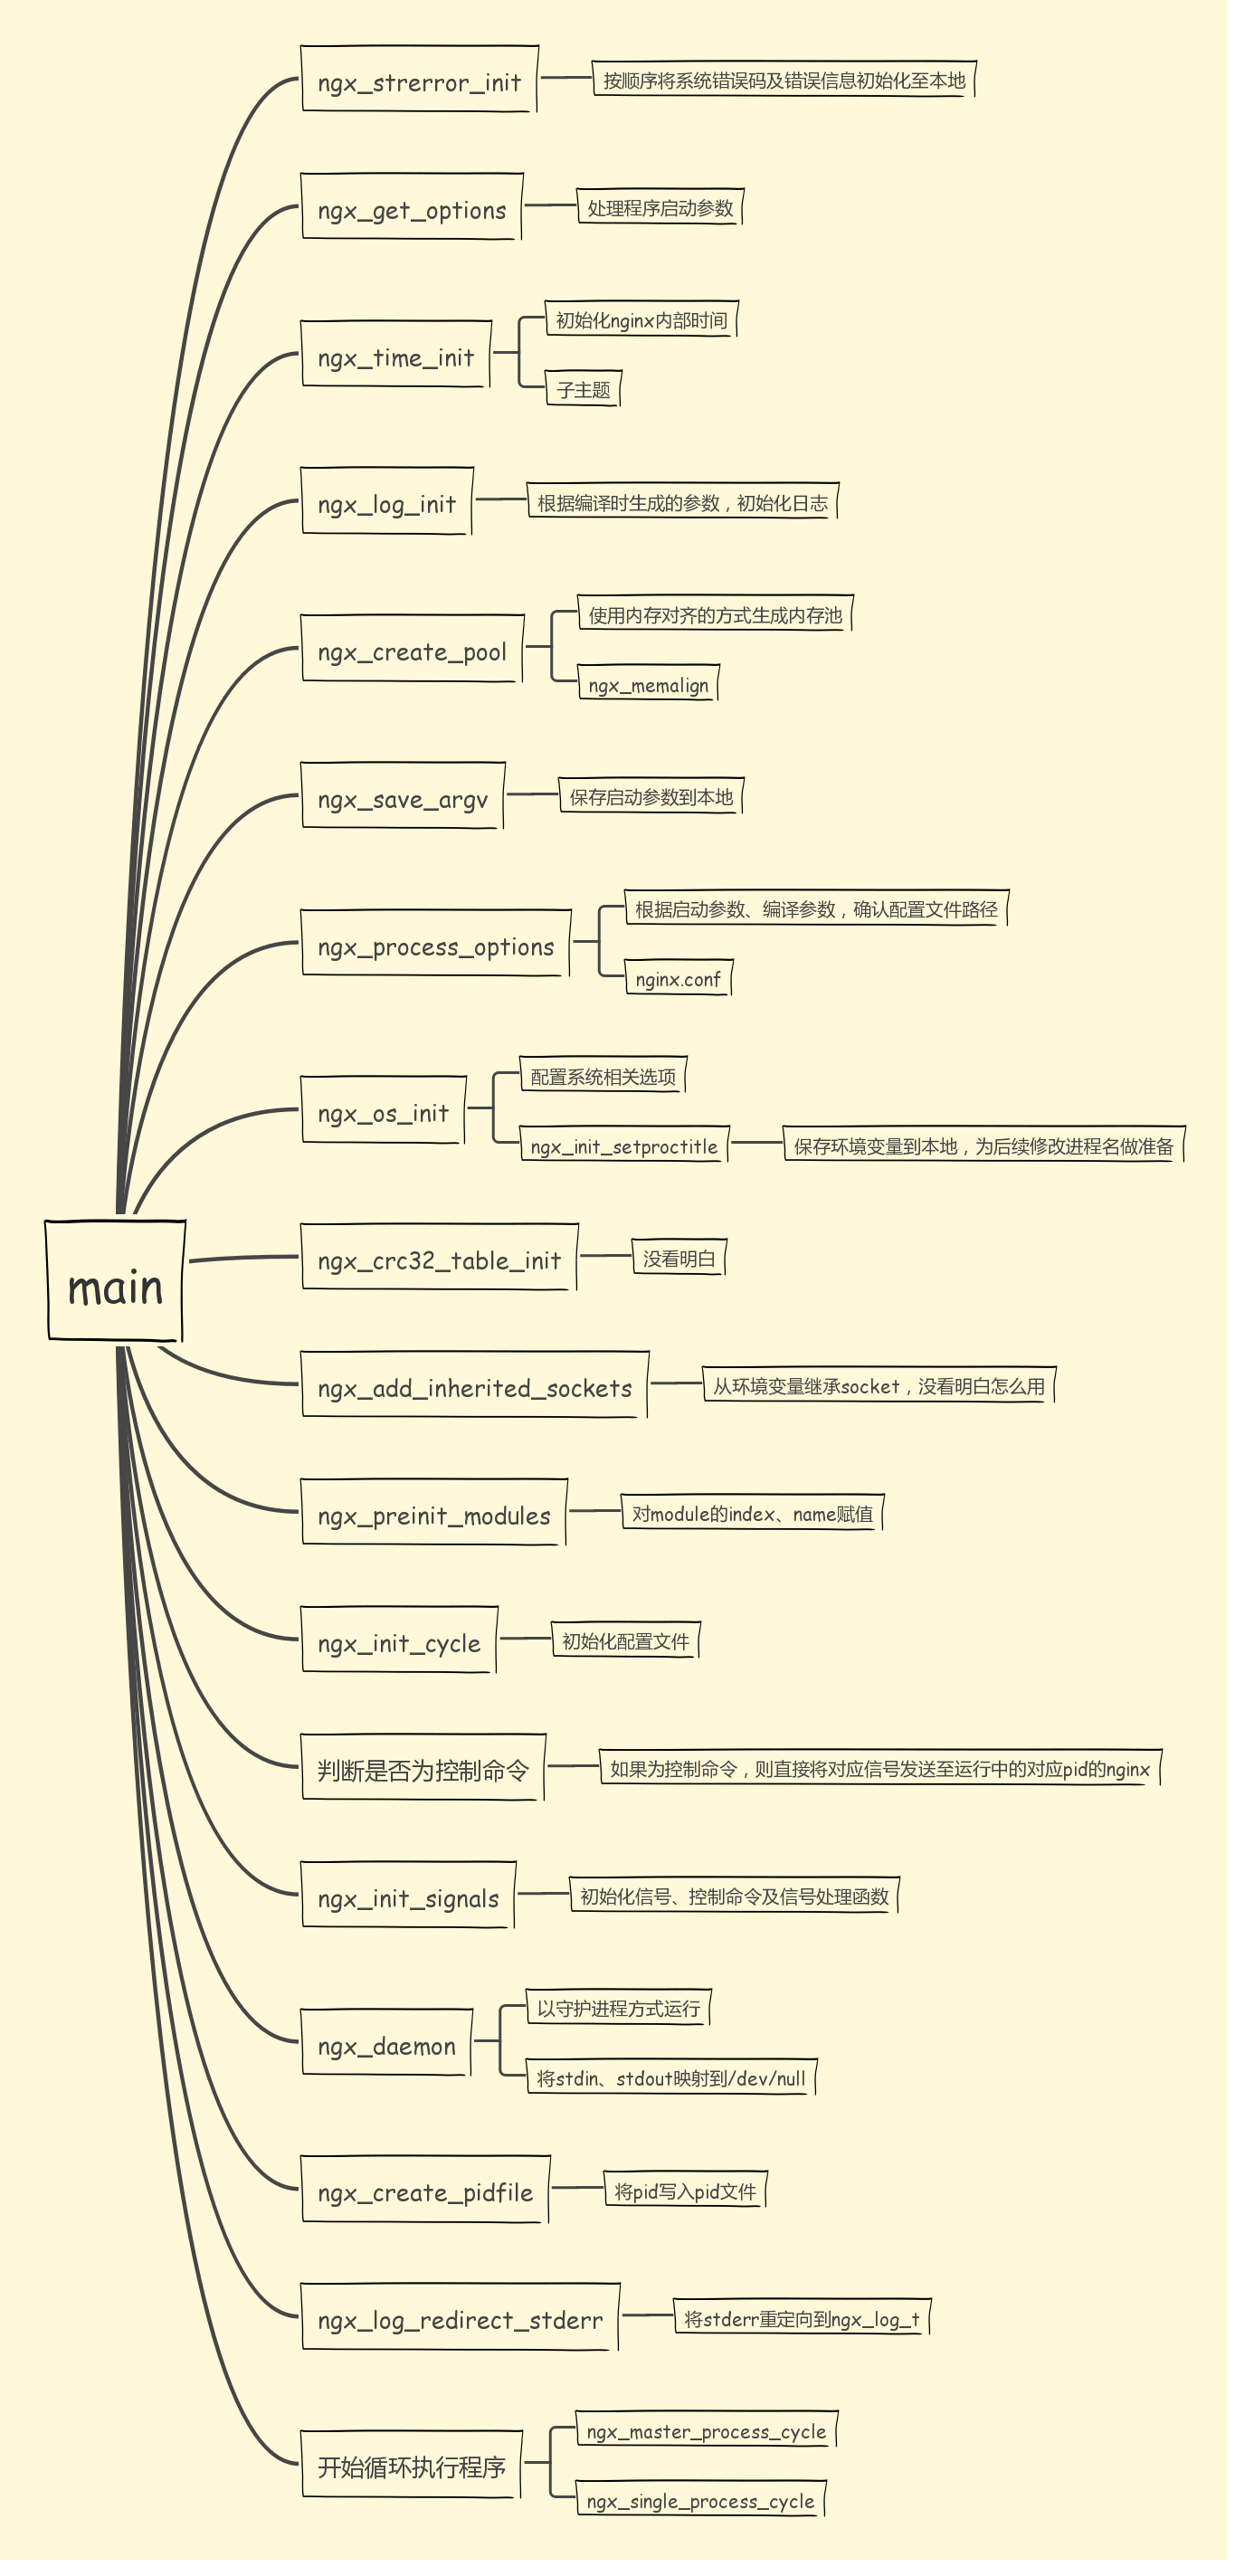 ngx_strerror_init
按顺序将系统错误码及错误信息初始化至本地
ngx_get_options
处理程序启动参数
ngx_time_init
初始化nginx内部时间
子主题
ngx_log_init
根据编译时生成的参数，初始化日志
ngx_create_pool
使用内存对齐的方式生成内存池
ngx_memalign
ngx_save_argv
保存启动参数到本地
ngx_process_options
根据启动参数、编译参数，确认配置文件路径
nginx.conf
ngx_os_init
配置系统相关选项
ngx_init_setproctitle
保存环境变量到本地，为后续修改进程名做准备
main
ngx_crc32_table_init
没看明白
ngx_add_inherited_sockets
从环境变量继承socket，没看明白怎么用
ngx_preinit_modules
对module的index、name赋值
ngx_init_cycle
初始化配置文件
判断是否为控制命令
如果为控制命令，则直接将对应信号发送至运行中的对应pid的nginx
ngx_init_signals
初始化信号、控制命令及信号处理函数
ngx_daemon
以守护进程方式运行
将stdin、stdout映射到/dev/null
ngx_create_pidfile
将pid写入pid文件
ngx_log_redirect_stderr
将stderr重定向到ngx_log_t
开始循环执行程序
ngx_master_process_cycle
ngx_single_process_cycle